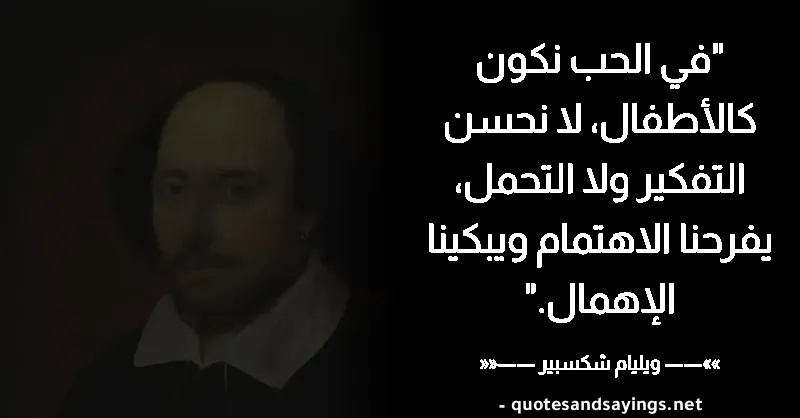 "في الحب نكون
كالأطفال، لا نحسن
التفكير ولا التحمل،
يفرحنا الاهتمام ويبكينا
الإهمال."
»»—— ويليام شكسبير ——««
- quotesandsayings.net